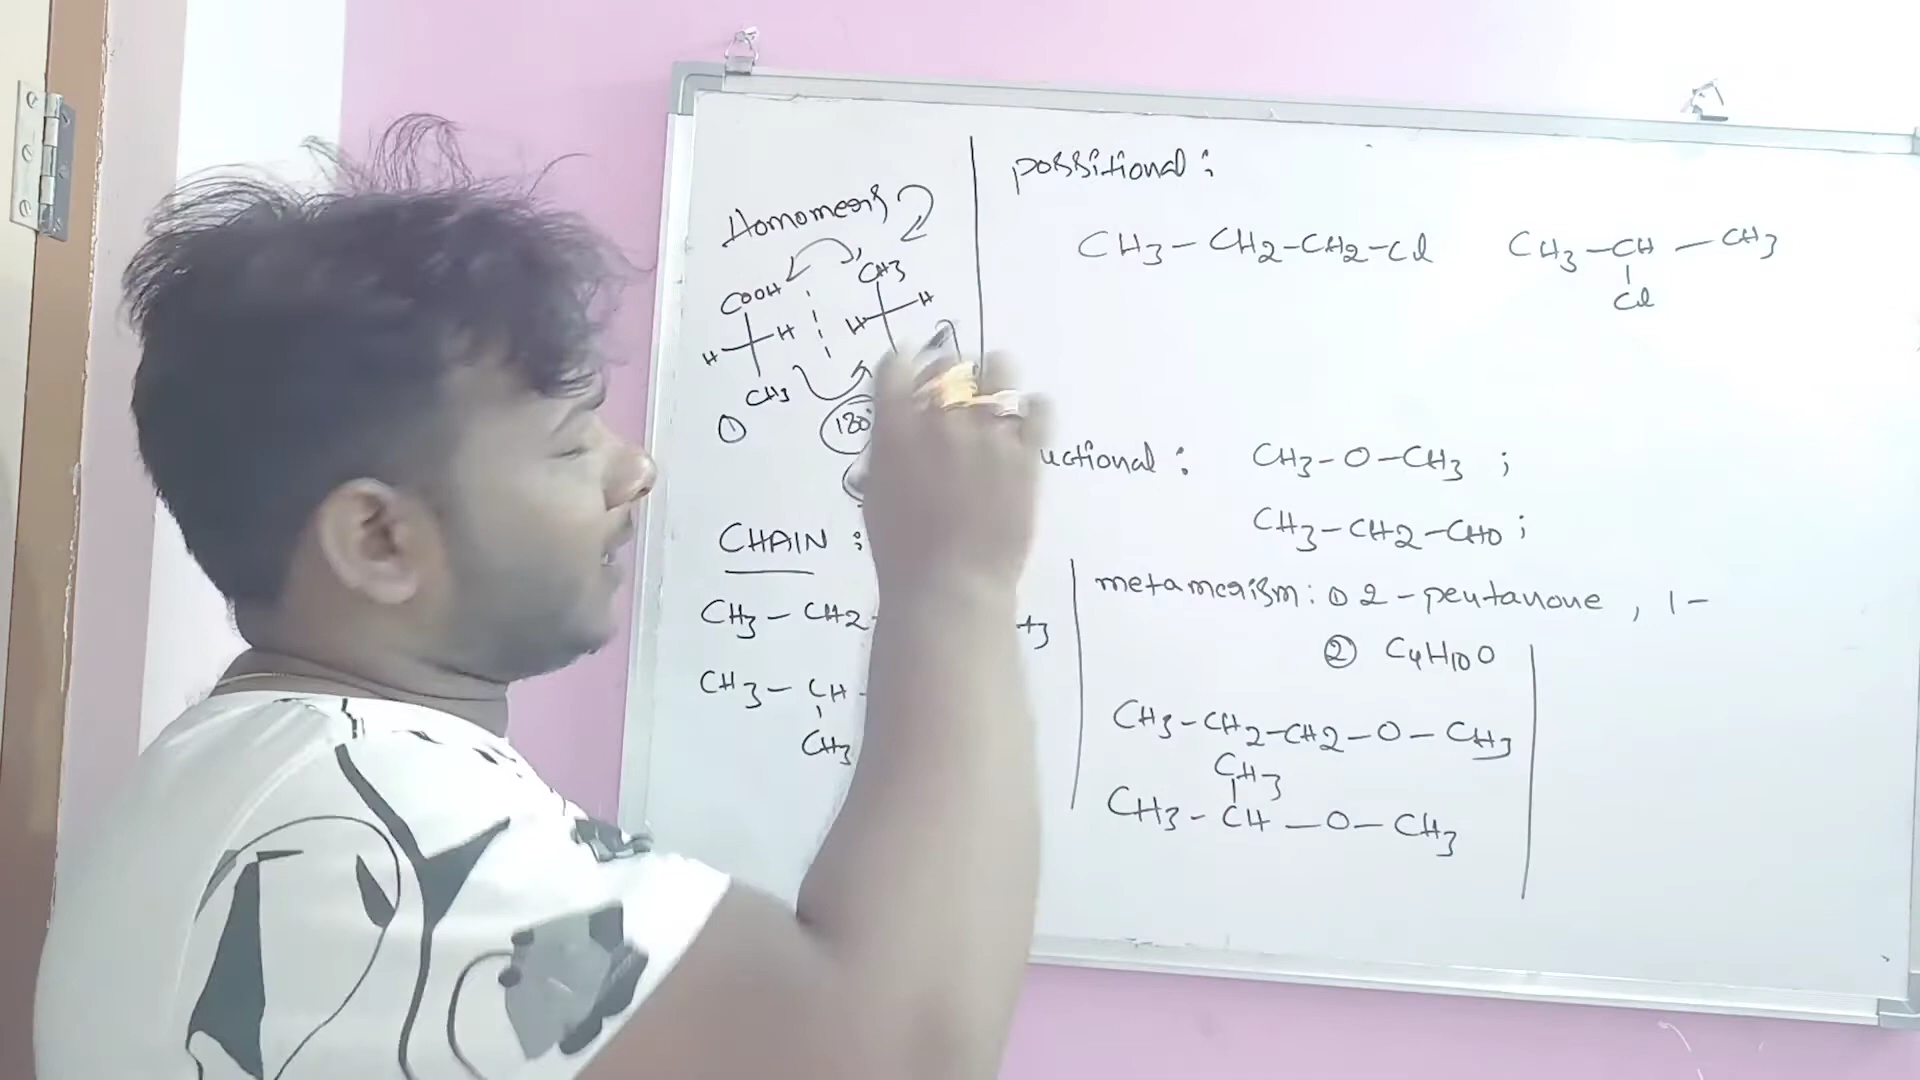 Homomers
COOH CH3
H H H H
CH3
① 180°
CHAIN :
CH3 - CH2
CH3 - CH -
CH3
possitional :
CH3 - CH2 - CH2 - Cl CH3 - CH - CH3
Cl
uctional : CH3 - O - CH3 ;
CH3 - CH2 - CHO ;
metamerism : ① 2 - pentanone , 1 -
② C4H10O
CH3 - CH2 - CH2 - O - CH3
CH3
CH3 - CH - O - CH3